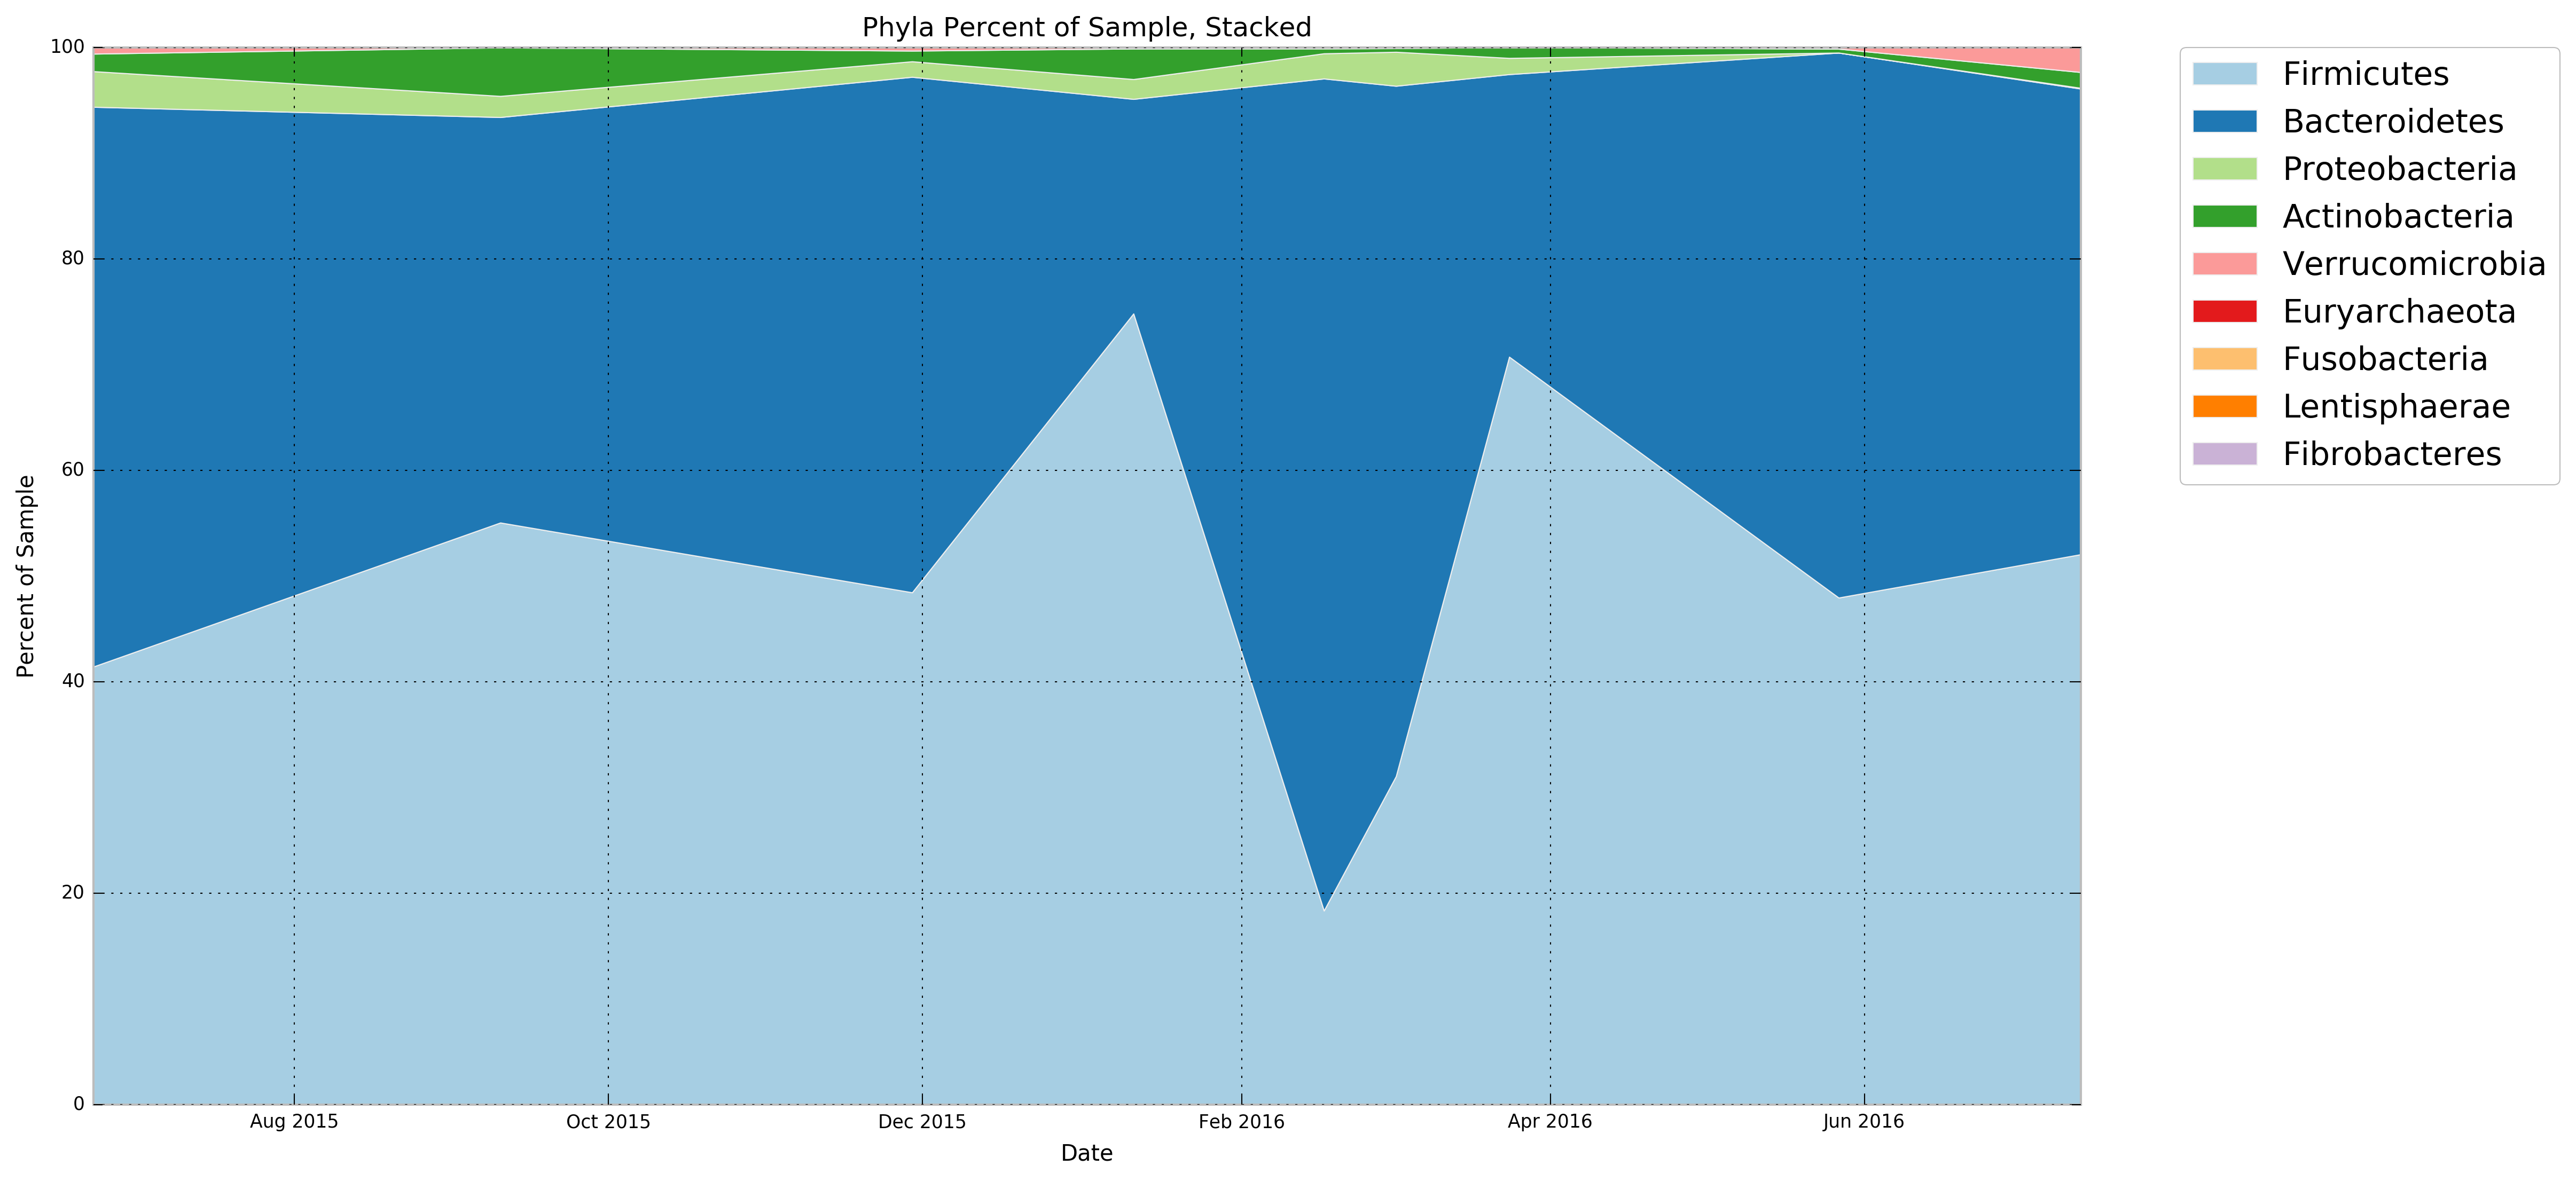 Phyla Percent of Sample, Stacked
100
80
60
40
20
0
Percent of Sample
Aug 2015
Oct 2015
Dec 2015
Feb 2016
Apr 2016
Jun 2016
Date
Firmicutes
Bacteroidetes
Proteobacteria
Actinobacteria
Verrucomicrobia
Euryarchaeota
Fusobacteria
Lentisphaerae
Fibrobacteres